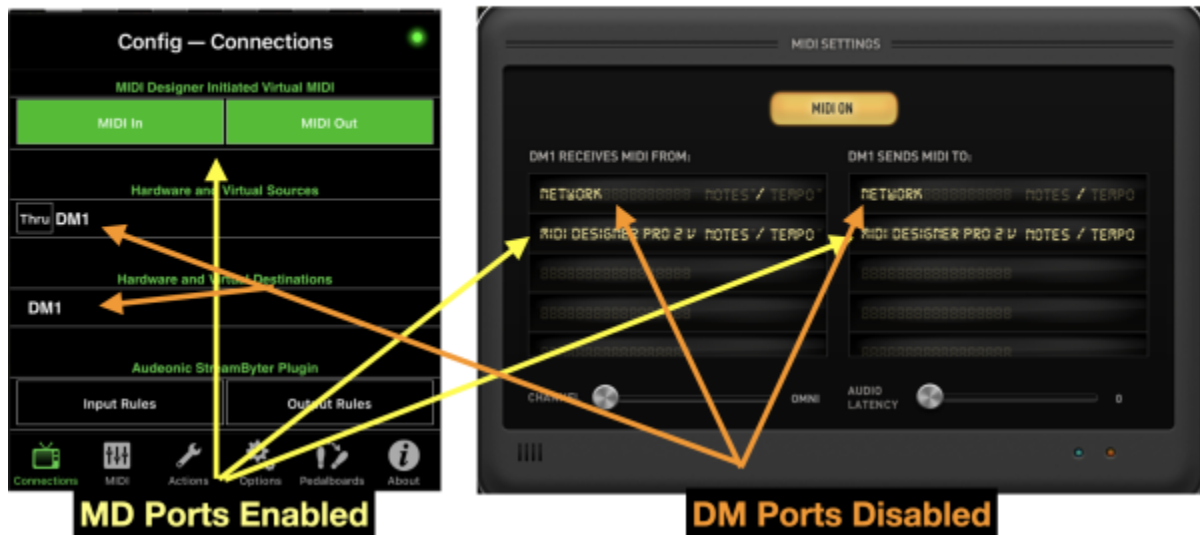 Config — Connections
MIDI Designer Initiated Virtual MIDI
MIDI In MIDI Out
Hardware and Virtual Sources
Thru DM1
Hardware and Virtual Destinations
DM1
Audeonic StreamByter Plugin
Input Rules Output Rules
Connections MIDI Actions Options Pedalboards About
MD Ports Enabled
MIDI SETTINGS
MIDI ON
DM1 RECEIVES MIDI FROM: DM1 SENDS MIDI TO:
NETWORK NOTES / TEMPO NETWORK NOTES / TEMPO
MIDI DESIGNER PRO 2 V NOTES / TEMPO MIDI DESIGNER PRO 2 V NOTES / TEMPO
CHANNEL OMNI AUDIO LATENCY 0
DM Ports Disabled